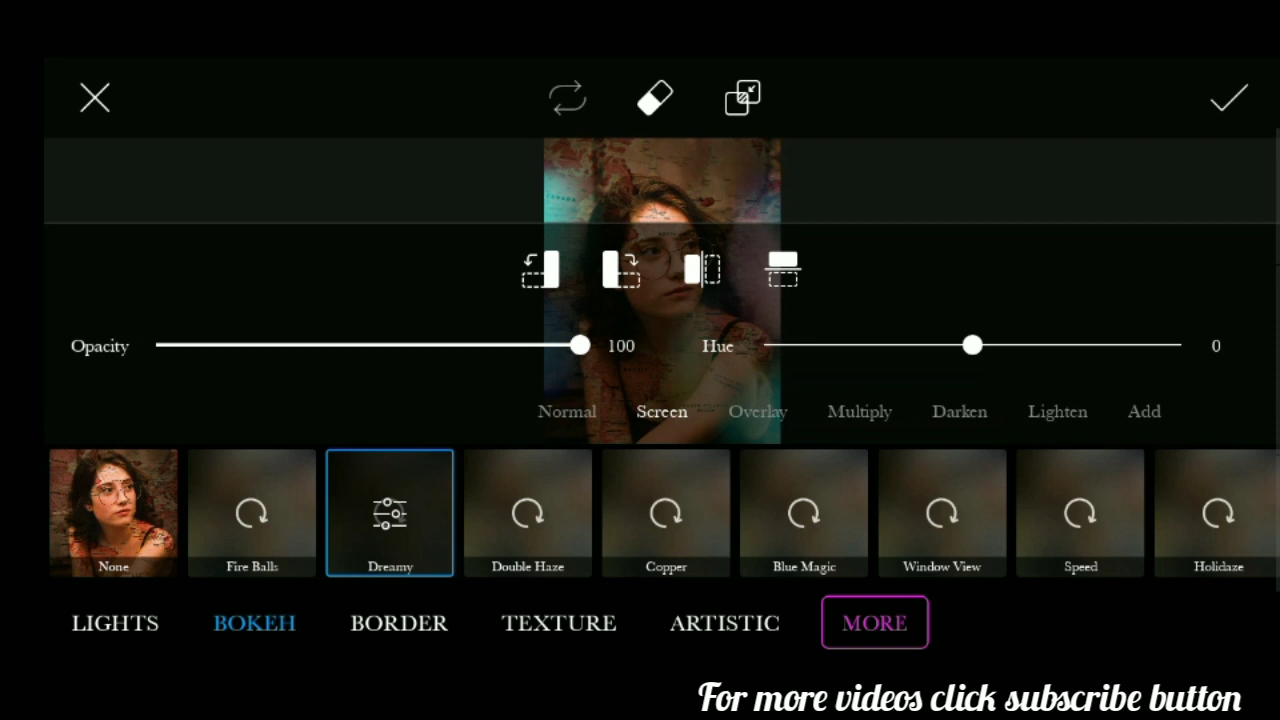 Opacity 100 Hue 0
Normal Screen Overlay Multiply Darken Lighten Add
None Fire Balls Dreamy Double Haze Copper Blue Magic Window View Speed Holidaze
LIGHTS BOKEH BORDER TEXTURE ARTISTIC MORE
For more videos click subscribe button